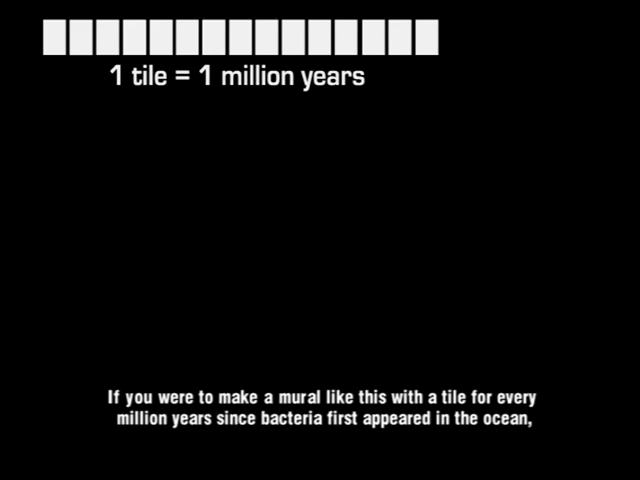 1 tile = 1 million years
If you were to make a mural like this with a tile for every
million years since bacteria first appeared in the ocean,